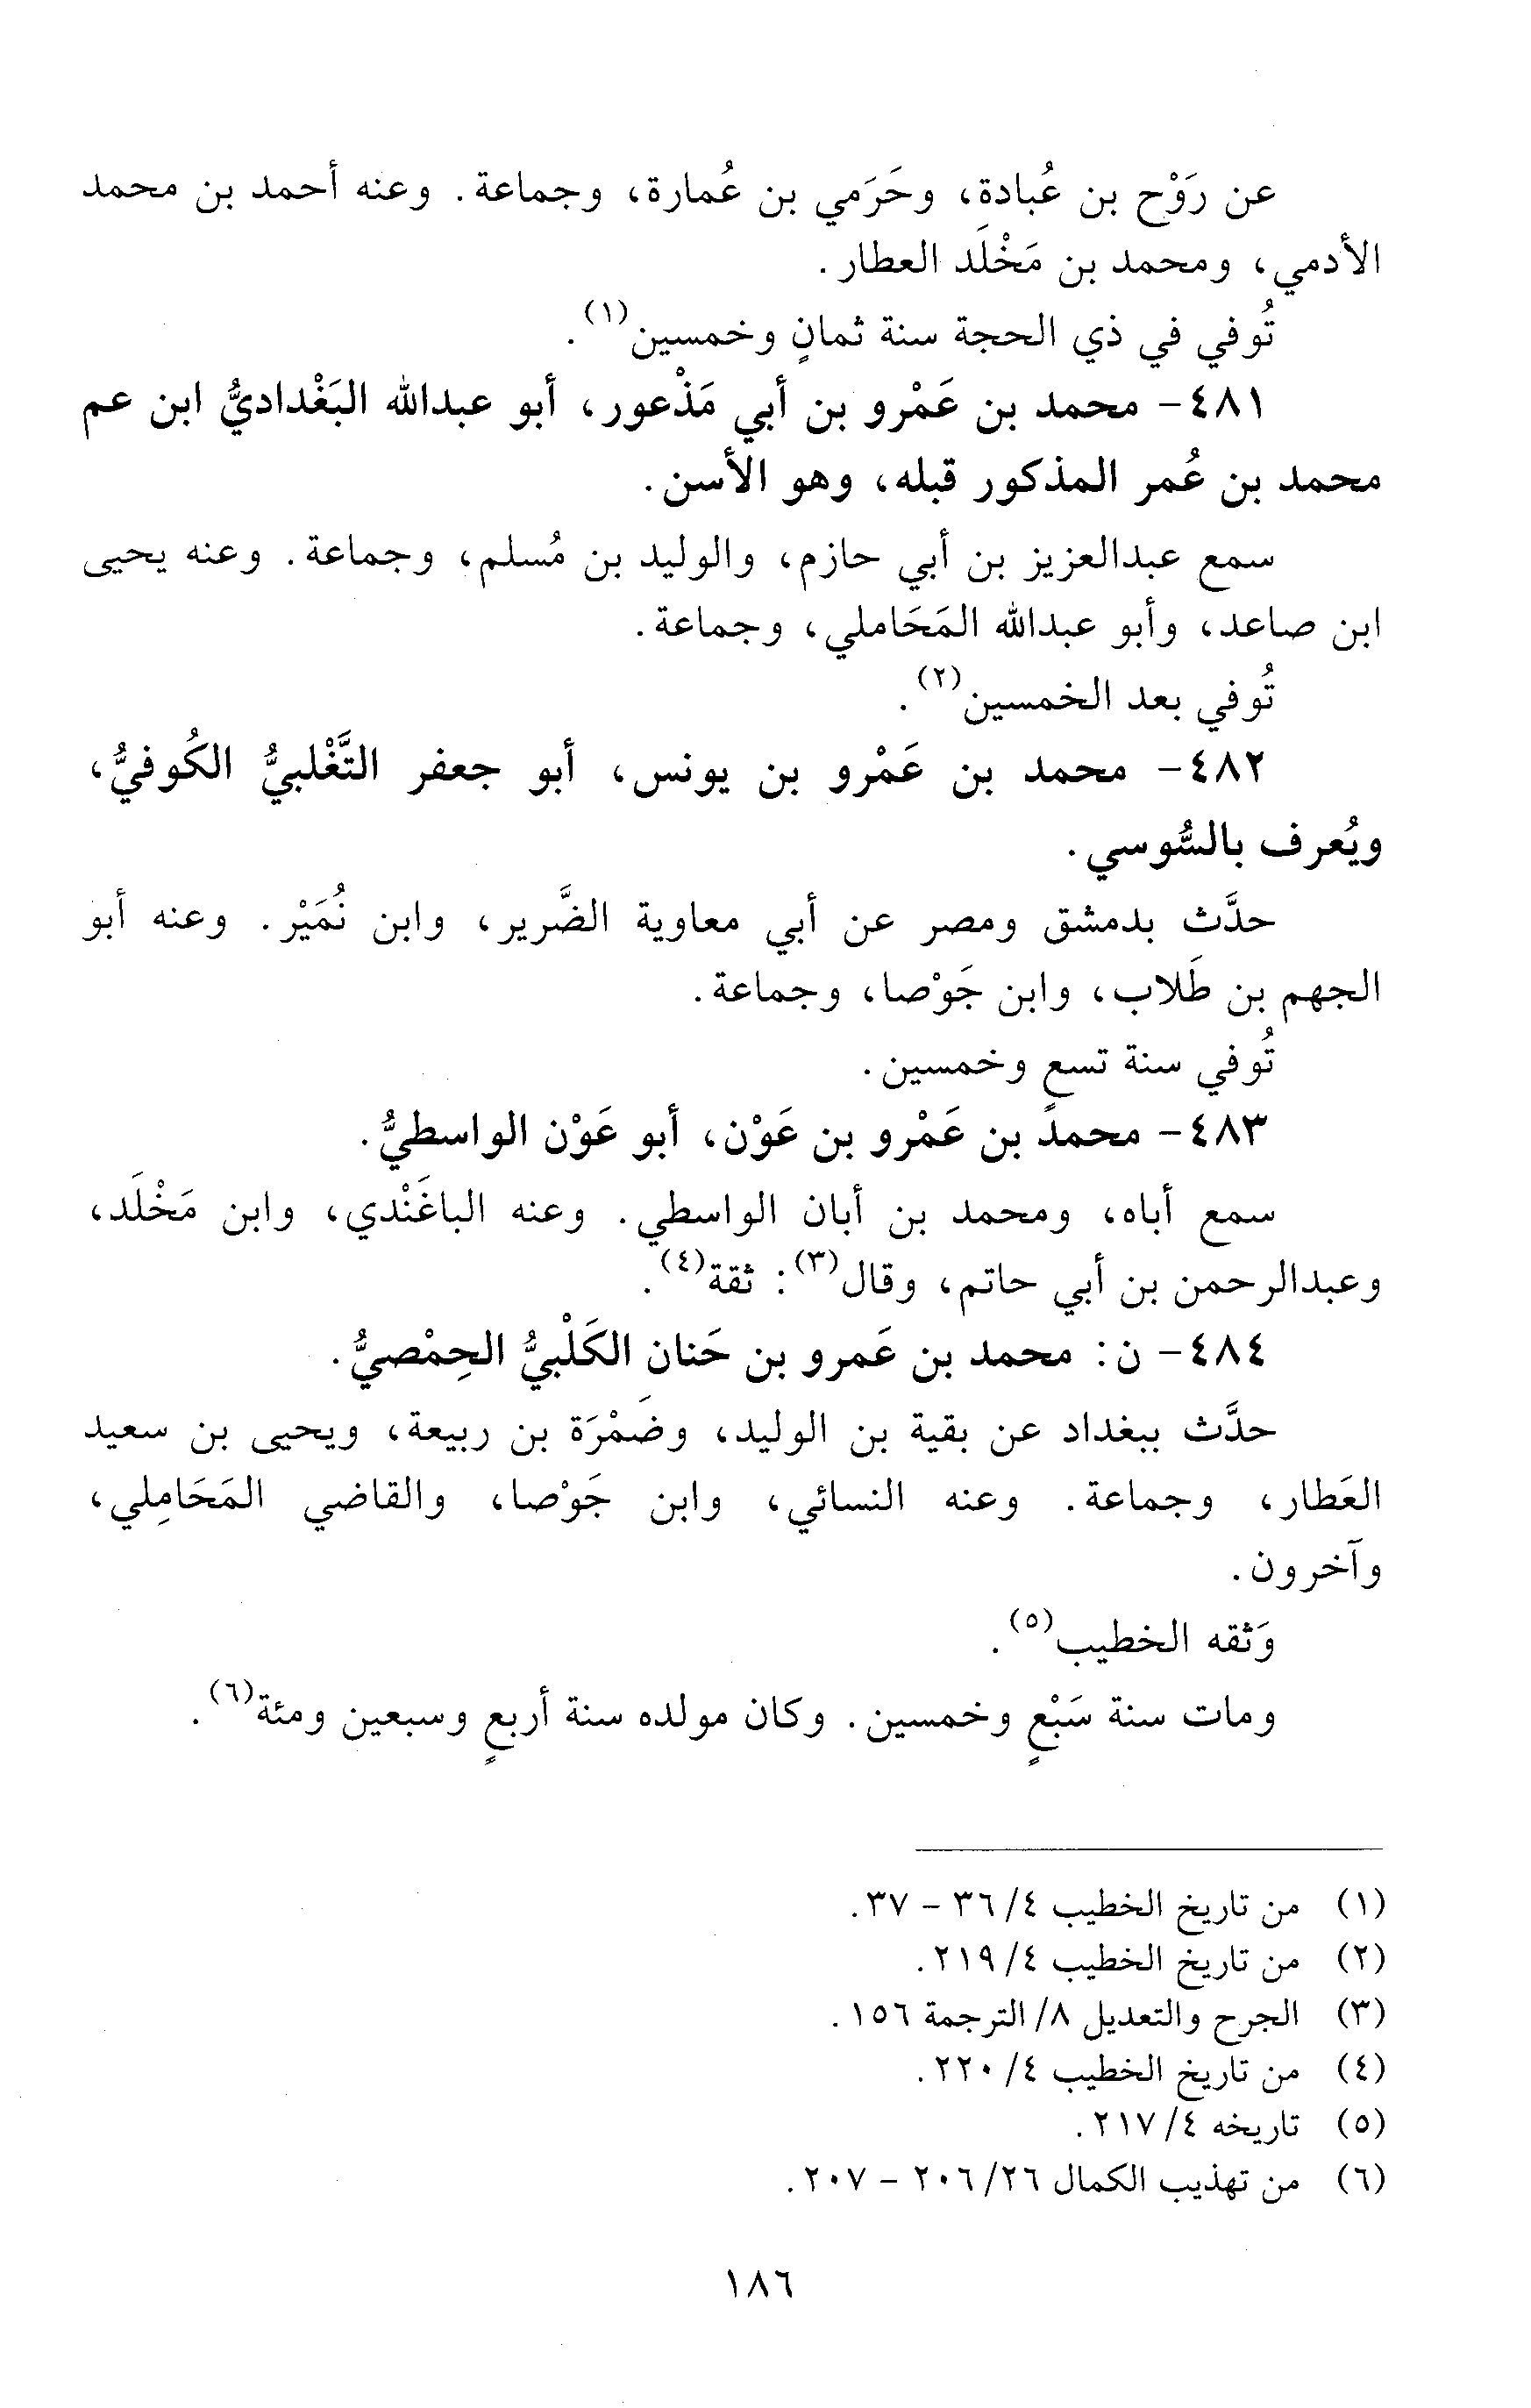 عن رَوْح بن عُبادة، وحَرَمي بن عُمارة، وجماعة. وعنه أحمد بن محمد
الأدمي، ومحمد بن مَخْلَد العطار.
تُوفي في ذي الحجة سنة ثمانٍ وخمسين(١).
٤٨١- محمد بن عَمْرو بن أبي مَذْعور، أبو عبدالله البَغْداديُّ ابن عم
محمد بن عُمر المذكور قبله، وهو الأسن.
سمع عبدالعزيز بن أبي حازم، والوليد بن مُسلم، وجماعة. وعنه يحيى
ابن صاعد، وأبو عبدالله المَحَاملي، وجماعة.
تُوفي بعد الخمسين(٢).
٤٨٢- محمد بن عَمْرو بن يونس، أبو جعفر التَّغْلبيُّ الكُوفيُّ،
ويُعرف بالسُّوسي.
حدَّث بدمشق ومصر عن أبي معاوية الضَّرير، وابن نُمَيْر. وعنه أبو
الجهم بن طَلاب، وابن جَوْصا، وجماعة.
تُوفي سنة تسعٍ وخمسين.
٤٨٣- محمد بن عَمْرو بن عَوْن، أبو عَوْن الواسطيُّ.
سمع أباه، ومحمد بن أبان الواسطي. وعنه الباغَنْدي، وابن مَخْلَد،
وعبدالرحمن بن أبي حاتم، وقال(٣): ثقة(٤).
٤٨٤- ن: محمد بن عَمرو بن حَنان الكَلْبيُّ الحِمْصيُّ.
حدَّث ببغداد عن بقية بن الوليد، وضَمْرَة بن ربيعة، ويحيى بن سعيد
العَطار، وجماعة. وعنه النسائي، وابن جَوْصا، والقاضي المَحَامِلي،
وآخرون.
وَثقه الخطيب(٥).
ومات سنة سَبْعٍ وخمسين. وكان مولده سنة أربعٍ وسبعين ومئة(٦).
(١) من تاريخ الخطيب ٤/ ٣٦ - ٣٧.
(٢) من تاريخ الخطيب ٤/ ٢١٩.
(٣) الجرح والتعديل ٨/ الترجمة ١٥٦.
(٤) من تاريخ الخطيب ٤/ ٢٢٠.
(٥) تاريخه ٤/ ٢١٧.
(٦) من تهذيب الكمال ٢٦/ ٢٠٦ - ٢٠٧.
١٨٦